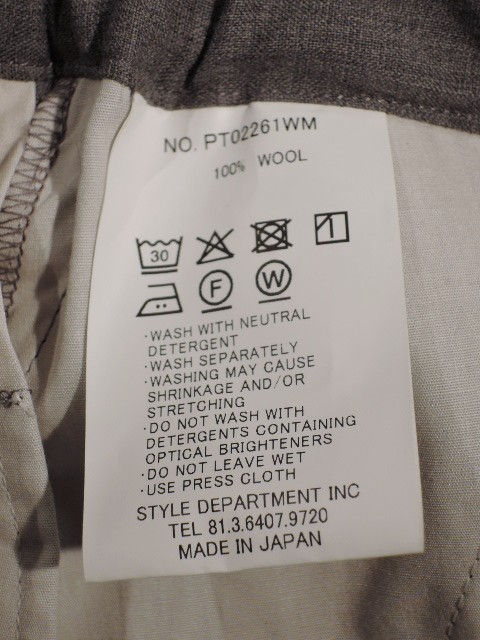 NO. PT02261WM
100% WOOL
30
F W
·WASH WITH NEUTRAL
DETERGENT
·WASH SEPARATELY
·WASHING MAY CAUSE
SHRINKAGE AND/OR
STRETCHING
·DO NOT WASH WITH
DETERGENTS CONTAINING
OPTICAL BRIGHTENERS
·DO NOT LEAVE WET
·USE PRESS CLOTH
STYLE DEPARTMENT INC
TEL 81.3.6407.9720
MADE IN JAPAN